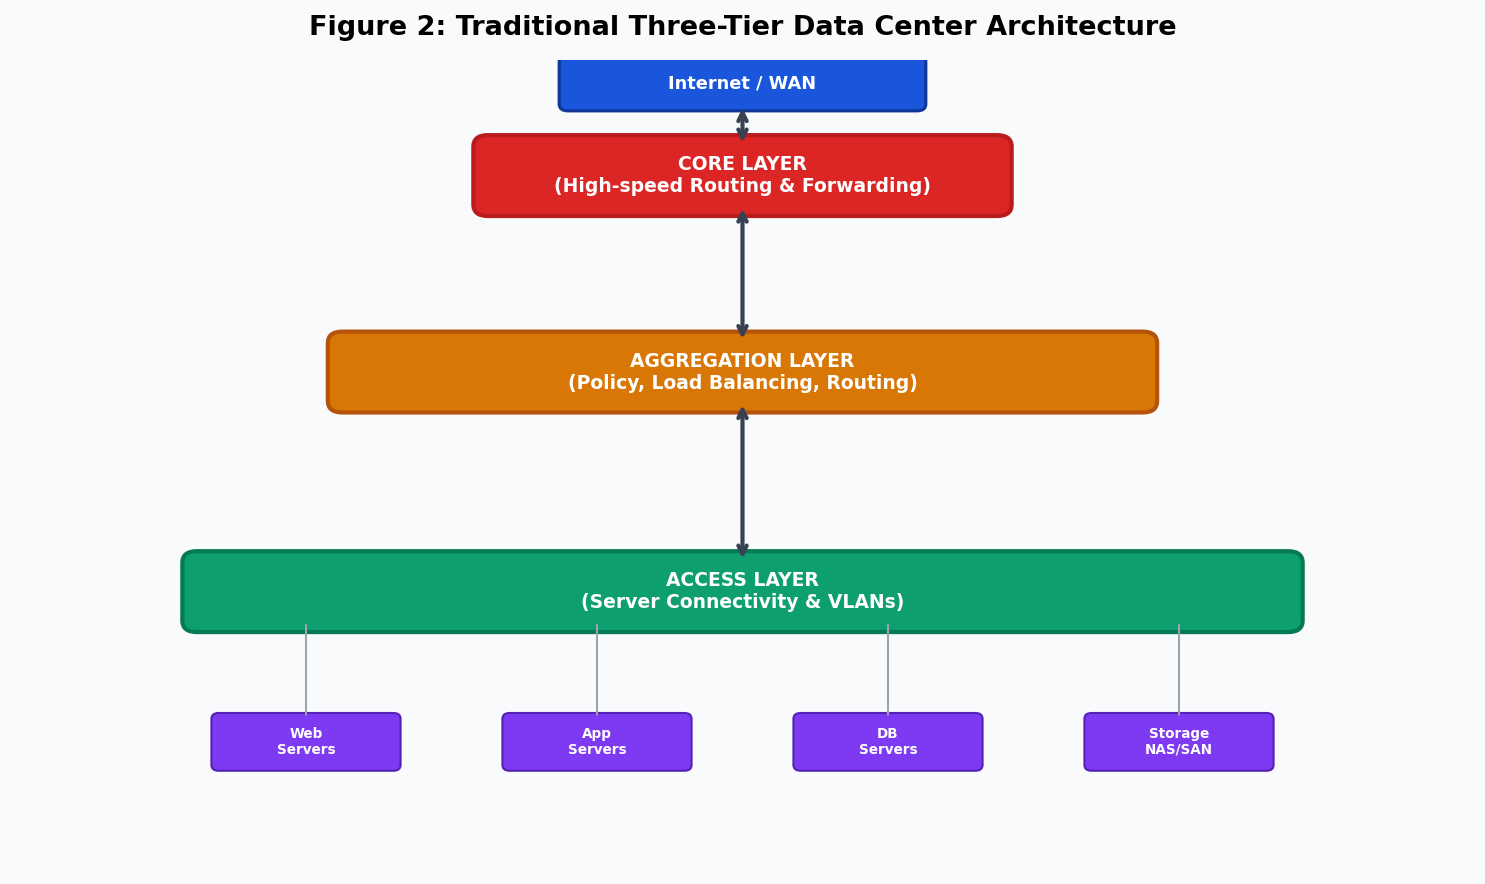 Figure 2: Traditional Three-Tier Data Center Architecture
Internet / WAN
CORE LAYER
(High-speed Routing & Forwarding)
AGGREGATION LAYER
(Policy, Load Balancing, Routing)
ACCESS LAYER
(Server Connectivity & VLANs)
Web
Servers
App
Servers
DB
Servers
Storage
NAS/SAN